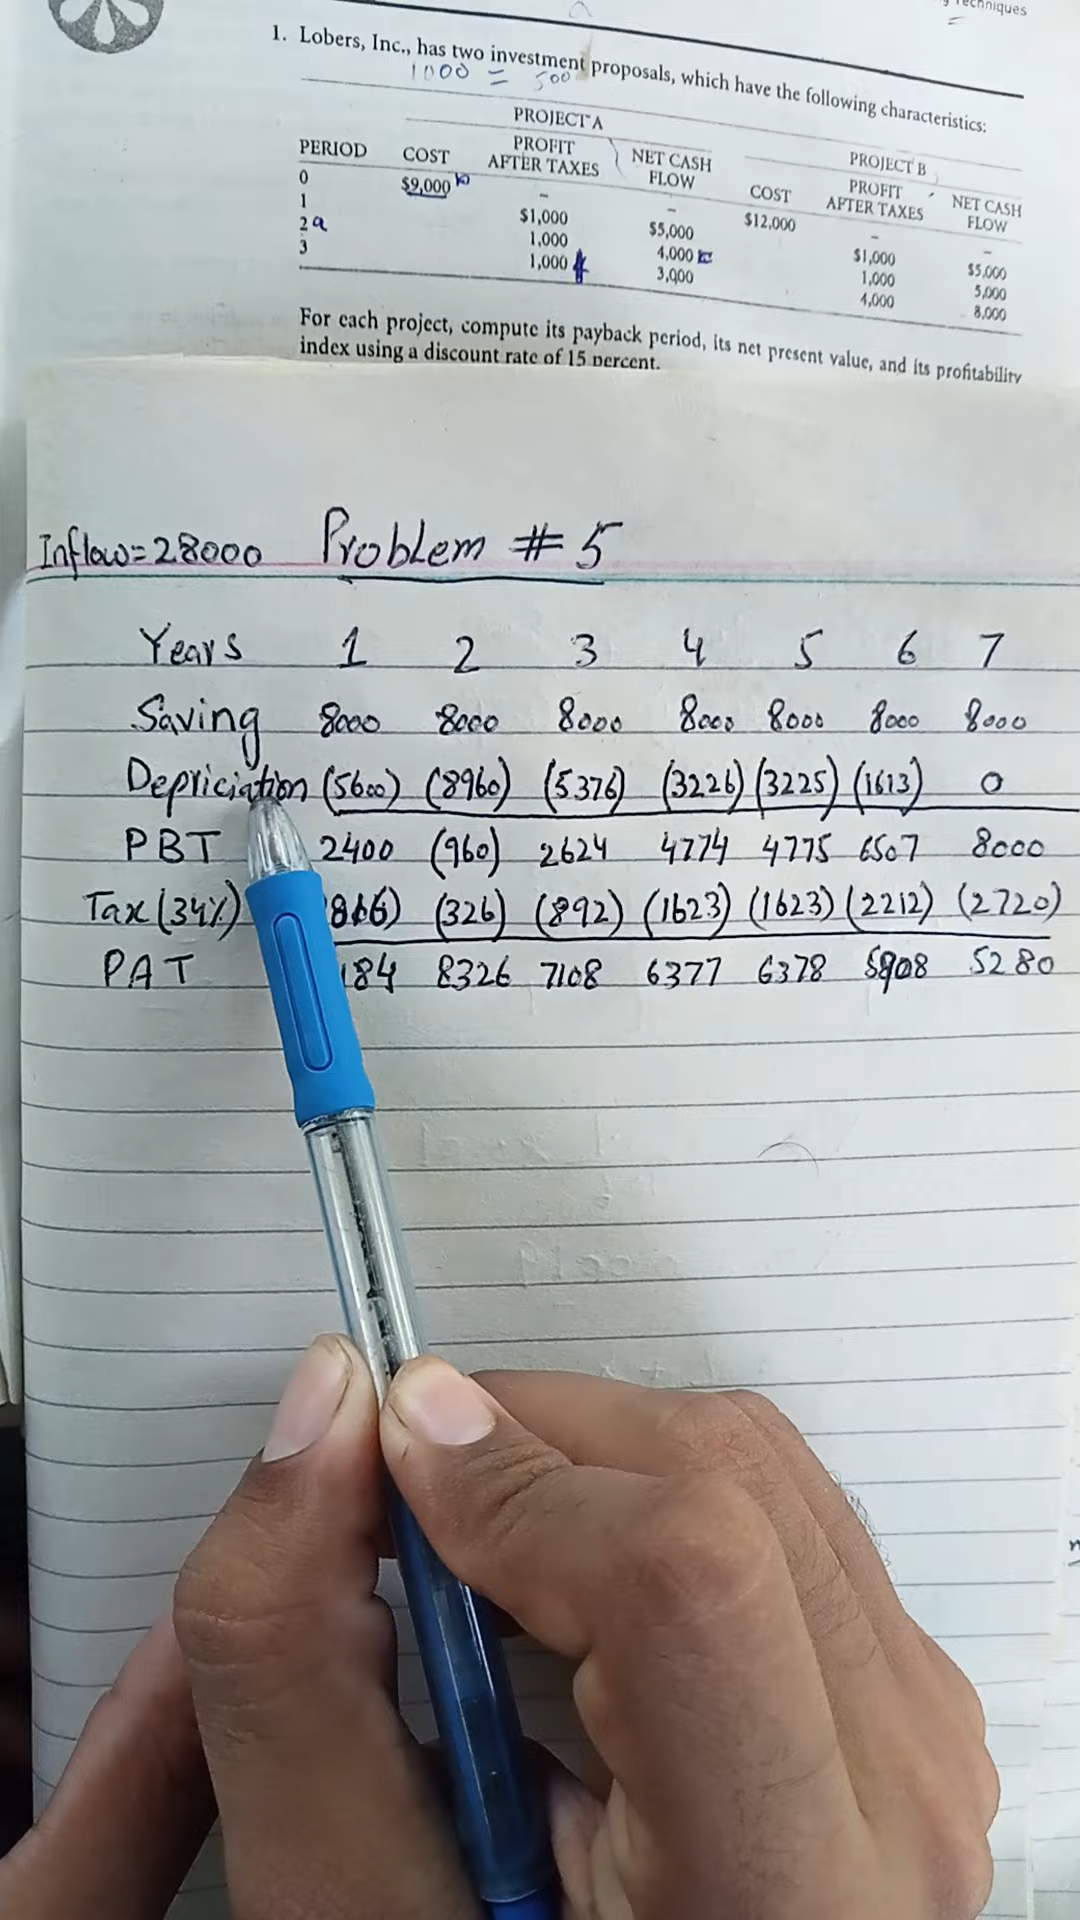 Techniques
1. Lobers, Inc., has two investment proposals, which have the following characteristics:
1000 = 500
PROJECT A PROJECT B
PERIOD COST PROFIT AFTER TAXES NET CASH FLOW COST PROFIT AFTER TAXES NET CASH FLOW
0 $9,000 b – – $12,000 – –
1 $1,000 $5,000 $1,000 $5,000
2 a 1,000 4,000 c 1,000 5,000
3 1,000 3,000 4,000 8,000
For each project, compute its payback period, its net present value, and its profitability
index using a discount rate of 15 percent.
Inflow=28000 Problem # 5
Years 1 2 3 4 5 6 7
Saving 8000 8000 8000 8000 8000 8000 8000
Depriciation (5600) (8960) (5376) (3226) (3225) (1613) 0
PBT 2400 (960) 2624 4774 4775 6507 8000
Tax (34%) 816) (326) (892) (1623) (1623) (2212) (2720)
PAT 184 8326 7108 6377 6378 5908 5280